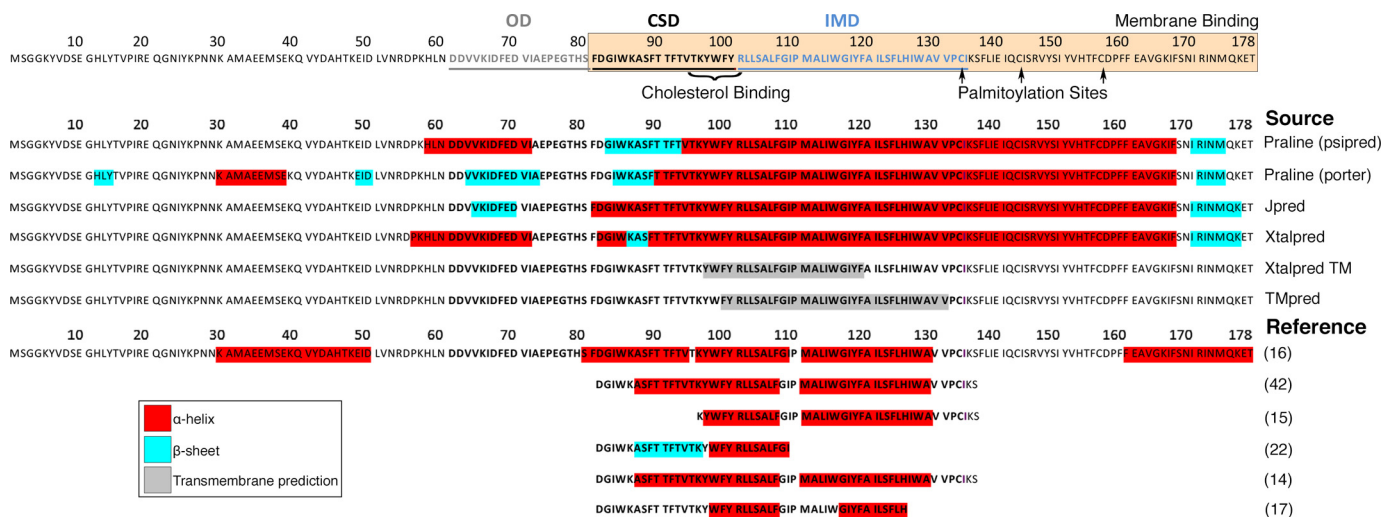 OD CSD IMD Membrane Binding
10 20 30 40 50 60 70 80 90 100 110 120 130 140 150 160 170 178
MSGGKYVDSE GHLYTVPIRE QGNIYKPNNK AMAEEMSEKQ VYDAHTKEID LVNRDPKHLN DDVVKIDFED VIAEPEGTHS FDGIWKASFT TFTVTKYWFY RLLSALFGIP MALIWGIYFA ILSFLHIWAV VPCIKSFLIE IQCISRVYSI YVHTFCDPFF EAVGKIFSNI RINMQKET
Cholesterol Binding Palmitoylation Sites
10 20 30 40 50 60 70 80 90 100 110 120 130 140 150 160 170 178 Source
MSGGKYVDSE GHLYTVPIRE QGNIYKPNNK AMAEEMSEKQ VYDAHTKEID LVNRDPKHLN DDVVKIDFED VIAEPEGTHS FDGIWKASFT TFTVTKYWFY RLLSALFGIP MALIWGIYFA ILSFLHIWAV VPCIKSFLIE IQCISRVYSI YVHTFCDPFF EAVGKIFSNI RINMQKET Praline (psipred)
MSGGKYVDSE GHLYTVPIRE QGNIYKPNNK AMAEEMSEKQ VYDAHTKEID LVNRDPKHLN DDVVKIDFED VIAEPEGTHS FDGIWKASFT TFTVTKYWFY RLLSALFGIP MALIWGIYFA ILSFLHIWAV VPCIKSFLIE IQCISRVYSI YVHTFCDPFF EAVGKIFSNI RINMQKET Praline (porter)
MSGGKYVDSE GHLYTVPIRE QGNIYKPNNK AMAEEMSEKQ VYDAHTKEID LVNRDPKHLN DDVVKIDFED VIAEPEGTHS FDGIWKASFT TFTVTKYWFY RLLSALFGIP MALIWGIYFA ILSFLHIWAV VPCIKSFLIE IQCISRVYSI YVHTFCDPFF EAVGKIFSNI RINMQKET Jpred
MSGGKYVDSE GHLYTVPIRE QGNIYKPNNK AMAEEMSEKQ VYDAHTKEID LVNRDPKHLN DDVVKIDFED VIAEPEGTHS FDGIWKASFT TFTVTKYWFY RLLSALFGIP MALIWGIYFA ILSFLHIWAV VPCIKSFLIE IQCISRVYSI YVHTFCDPFF EAVGKIFSNI RINMQKET Xtalpred
MSGGKYVDSE GHLYTVPIRE QGNIYKPNNK AMAEEMSEKQ VYDAHTKEID LVNRDPKHLN DDVVKIDFED VIAEPEGTHS FDGIWKASFT TFTVTKYWFY RLLSALFGIP MALIWGIYFA ILSFLHIWAV VPCIKSFLIE IQCISRVYSI YVHTFCDPFF EAVGKIFSNI RINMQKET Xtalpred TM
MSGGKYVDSE GHLYTVPIRE QGNIYKPNNK AMAEEMSEKQ VYDAHTKEID LVNRDPKHLN DDVVKIDFED VIAEPEGTHS FDGIWKASFT TFTVTKYWFY RLLSALFGIP MALIWGIYFA ILSFLHIWAV VPCIKSFLIE IQCISRVYSI YVHTFCDPFF EAVGKIFSNI RINMQKET TMpred
10 20 30 40 50 60 70 80 90 100 110 120 130 140 150 160 170 178 Reference
MSGGKYVDSE GHLYTVPIRE QGNIYKPNNK AMAEEMSEKQ VYDAHTKEID LVNRDPKHLN DDVVKIDFED VIAEPEGTHS FDGIWKASFT TFTVTKYWFY RLLSALFGIP MALIWGIYFA ILSFLHIWAV VPCIKSFLIE IQCISRVYSI YVHTFCDPFF EAVGKIFSNI RINMQKET (16)
DGIWKASFT TFTVTKYWFY RLLSALFGIP MALIWGIYFA ILSFLHIWAV VPCIKS (42)
KYWFY RLLSALFGIP MALIWGIYFA ILSFLHIWAV VPCIKS (15)
DGIWKASFT TFTVTKYWFY RLLSALFGI (22)
DGIWKASFT TFTVTKYWFY RLLSALFGIP MALIWGIYFA ILSFLHIWAV VPCIKS (14)
DGIWKASFT TFTVTKYWFY RLLSALFGIP MALIWGIYFA ILSFLH (17)
α-helix
β-sheet
Transmembrane prediction